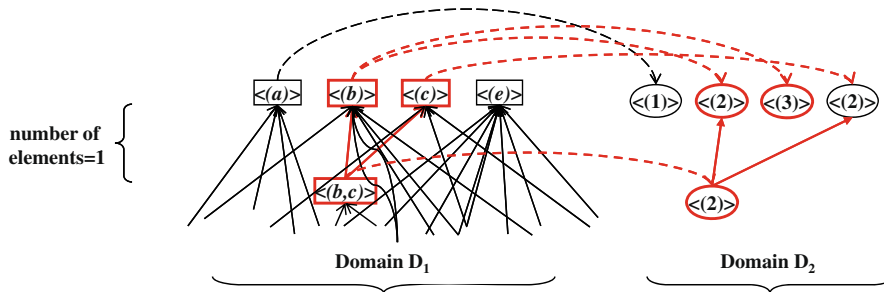 <(a)> <(b)> <(c)> <(e)> <(1)> <(2)> <(3)> <(2)>
number of
elements=1
<(b,c)> <(2)>
Domain D1 Domain D2